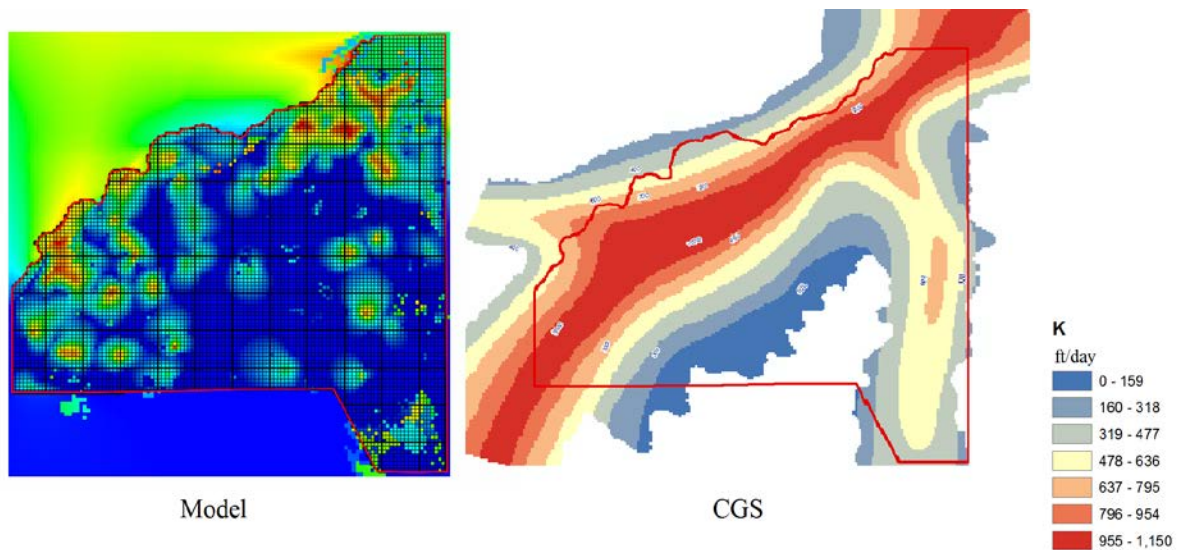 Model
CGS
K
ft/day
0 - 159
160 - 318
319 - 477
478 - 636
637 - 795
796 - 954
955 - 1,150